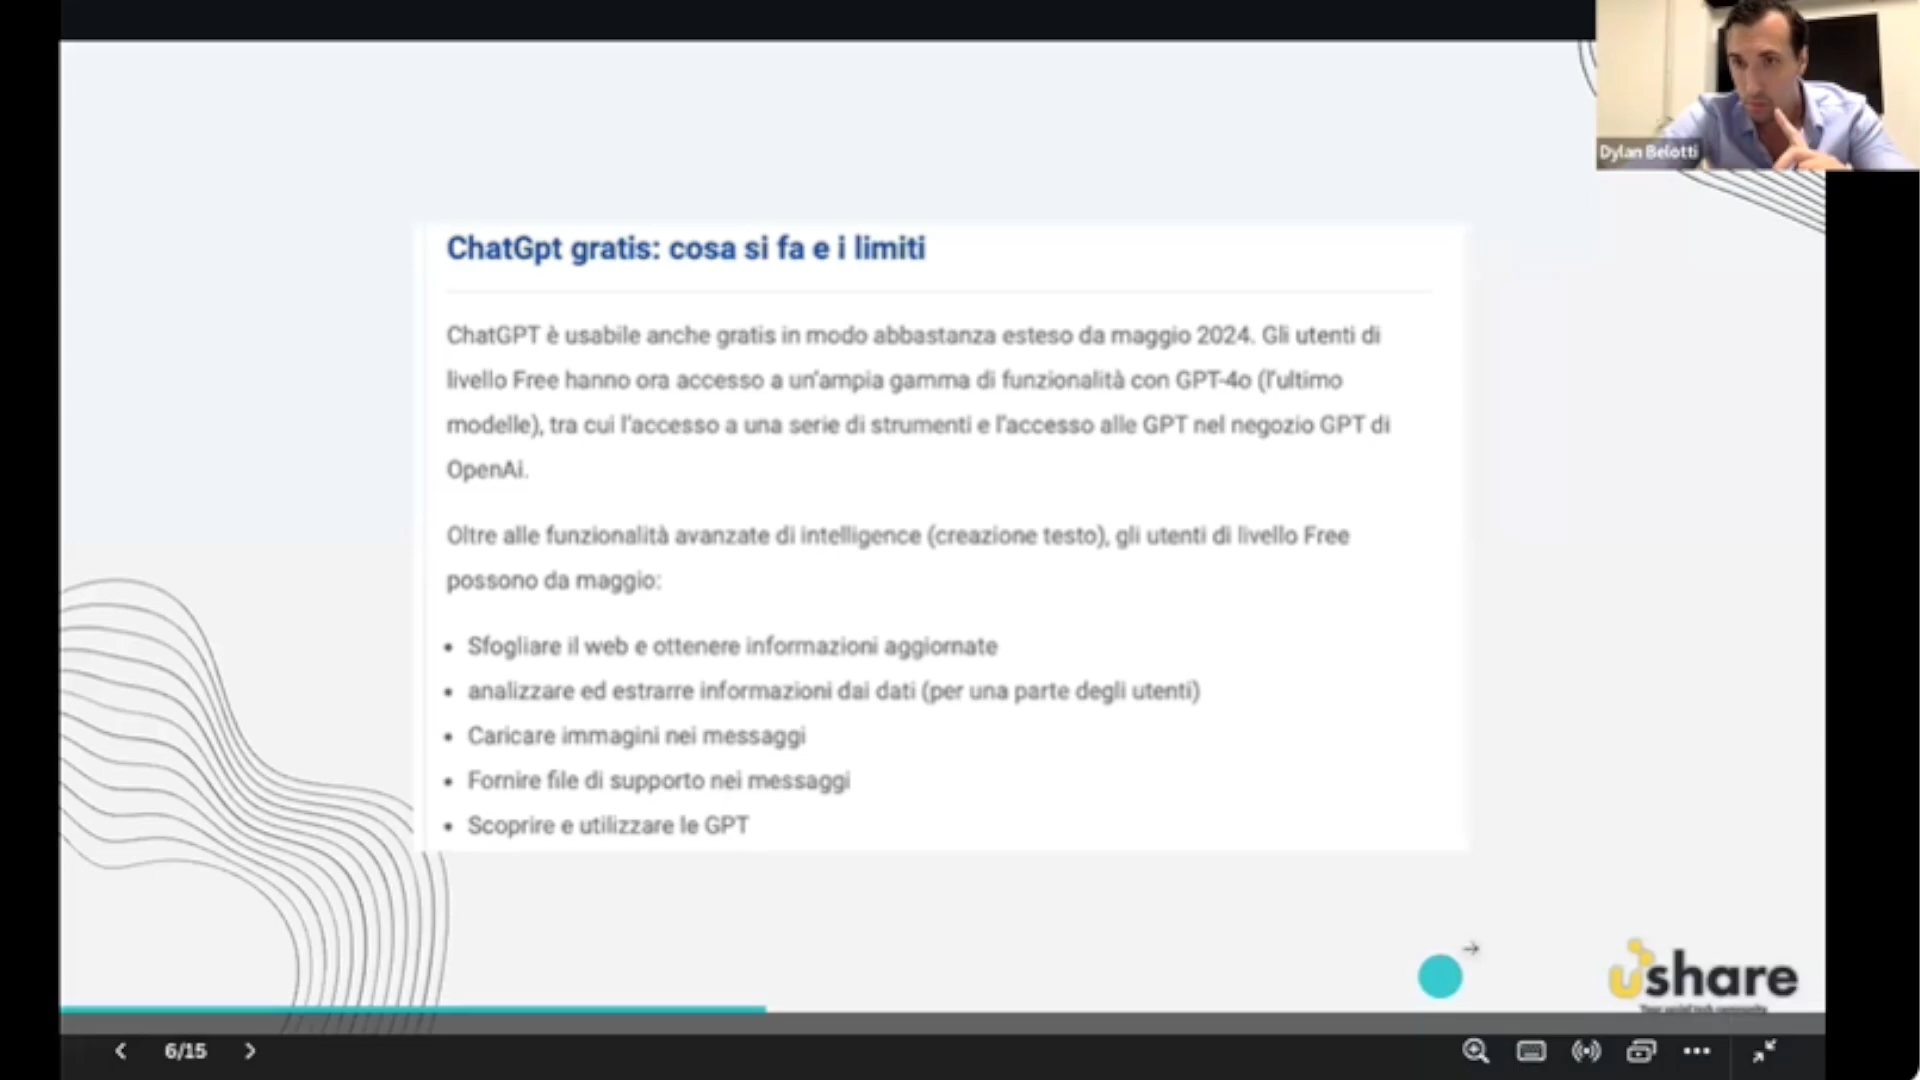 Dylan Belotti
ChatGpt gratis: cosa si fa e i limiti
ChatGPT è usabile anche gratis in modo abbastanza esteso da maggio 2024. Gli utenti di
livello Free hanno ora accesso a un'ampia gamma di funzionalità con GPT-4o (l'ultimo
modelle), tra cui l'accesso a una serie di strumenti e l'accesso alle GPT nel negozio GPT di
OpenAi.
Oltre alle funzionalità avanzate di intelligence (creazione testo), gli utenti di livello Free
possono da maggio:
• Sfogliare il web e ottenere informazioni aggiornate
• analizzare ed estrarre informazioni dai dati (per una parte degli utenti)
• Caricare immagini nei messaggi
• Fornire file di supporto nei messaggi
• Scoprire e utilizzare le GPT
ushare
Your social tech community
6/15